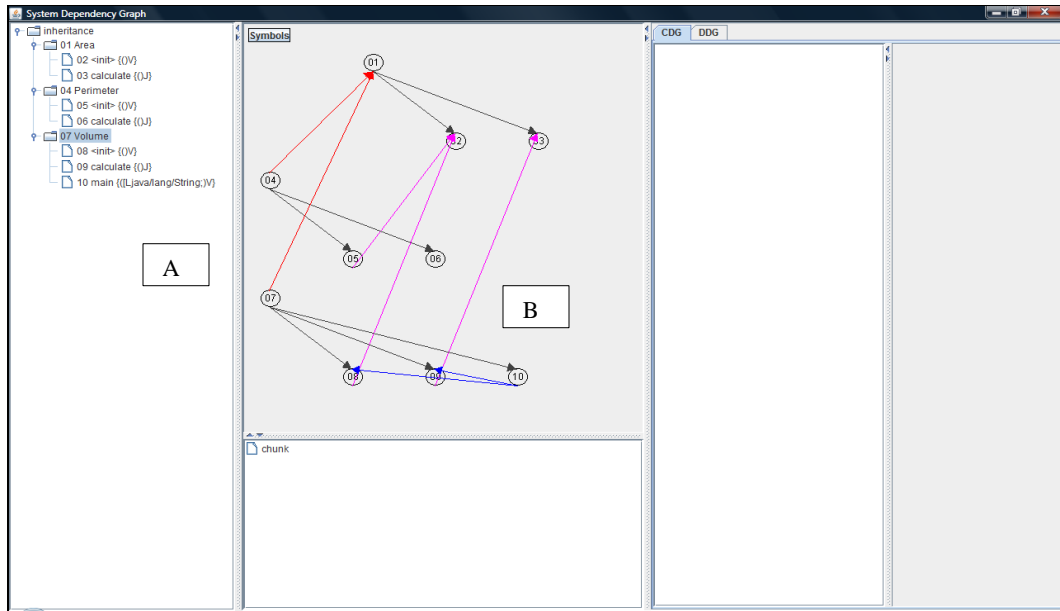 System Dependency Graph
inheritance
01 Area
02 <init> {()V}
03 calculate {()J}
04 Perimeter
05 <init> {()V}
06 calculate {()J}
07 Volume
08 <init> {()V}
09 calculate {()J}
10 main {([Ljava/lang/String;)V}
A
Symbols
01
02
03
04
05
06
07
08
09
10
B
chunk
CDG DDG